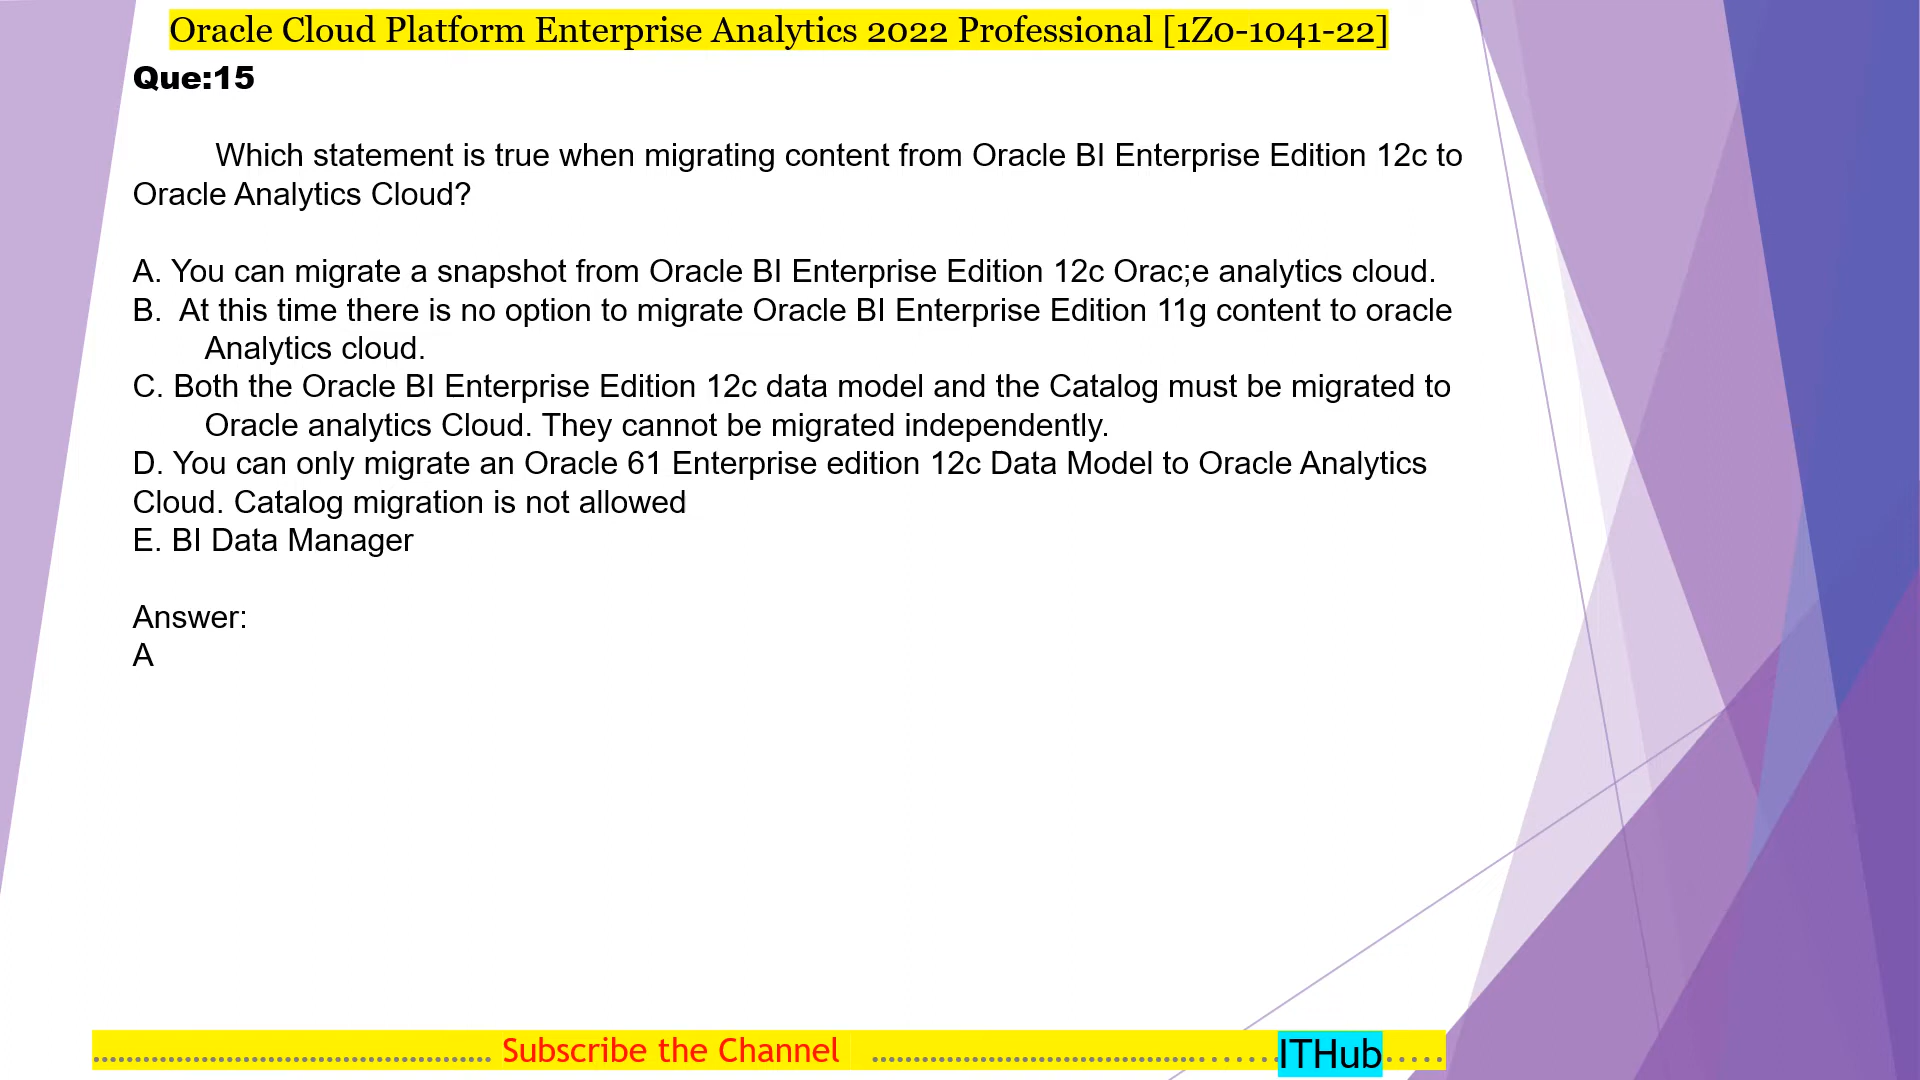 Oracle Cloud Platform Enterprise Analytics 2022 Professional [1Z0-1041-22]
Que:15
Which statement is true when migrating content from Oracle BI Enterprise Edition 12c to
Oracle Analytics Cloud?
A. You can migrate a snapshot from Oracle BI Enterprise Edition 12c Orac;e analytics cloud.
B.  At this time there is no option to migrate Oracle BI Enterprise Edition 11g content to oracle
Analytics cloud.
C. Both the Oracle BI Enterprise Edition 12c data model and the Catalog must be migrated to
Oracle analytics Cloud. They cannot be migrated independently.
D. You can only migrate an Oracle 61 Enterprise edition 12c Data Model to Oracle Analytics
Cloud. Catalog migration is not allowed
E. BI Data Manager
Answer:
A
................................................ Subscribe the Channel ................................................ITHub.....